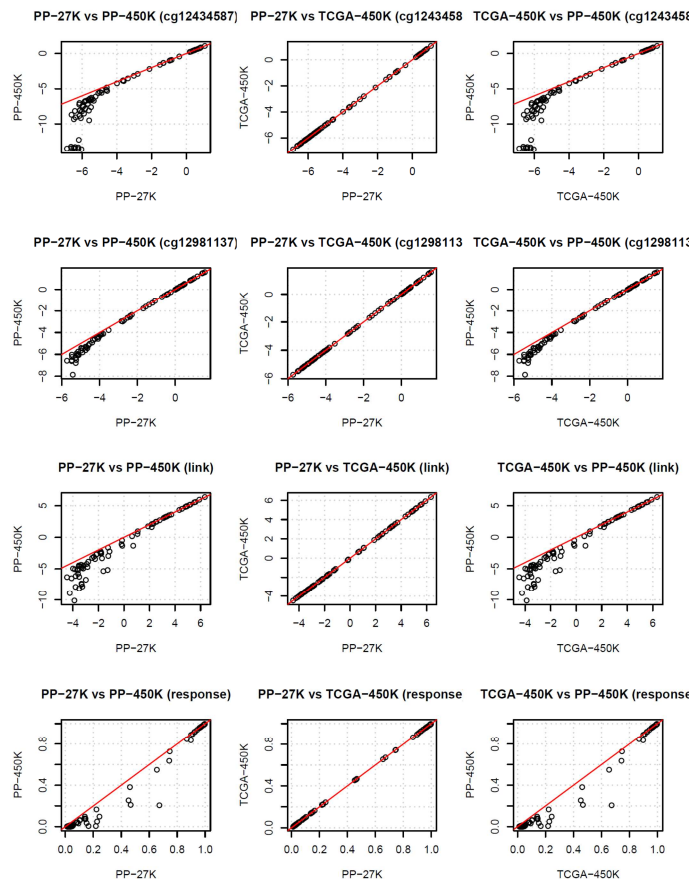 PP−27K vs PP−450K (cg12434587)
PP−27K vs TCGA−450K (cg1243458
TCGA−450K vs PP−450K (cg1243458
PP−450K
0
−5
−10
−6 −4 −2 0
PP−27K
TCGA−450K
0
−2
−4
−6
−6 −4 −2 0
PP−27K
PP−450K
0
−5
−10
−6 −4 −2 0
TCGA−450K
PP−27K vs PP−450K (cg12981137)
PP−27K vs TCGA−450K (cg1298113
TCGA−450K vs PP−450K (cg1298113
PP−450K
0
−2
−4
−6
−8
−6 −4 −2 0
PP−27K
TCGA−450K
0
−2
−4
−6
−6 −4 −2 0
PP−27K
PP−450K
0
−2
−4
−6
−8
−6 −4 −2 0
TCGA−450K
PP−27K vs PP−450K (link)
PP−27K vs TCGA−450K (link)
TCGA−450K vs PP−450K (link)
PP−450K
5
0
−5
−10
−4 −2 0 2 4 6
PP−27K
TCGA−450K
6
4
2
0
−4
−4 −2 0 2 4 6
PP−27K
PP−450K
5
0
−5
−10
−4 −2 0 2 4 6
TCGA−450K
PP−27K vs PP−450K (response)
PP−27K vs TCGA−450K (response
TCGA−450K vs PP−450K (response
PP−450K
0.8
0.4
0.0
0.0 0.2 0.4 0.6 0.8 1.0
PP−27K
TCGA−450K
0.8
0.4
0.0
0.0 0.2 0.4 0.6 0.8 1.0
PP−27K
PP−450K
0.8
0.4
0.0
0.0 0.2 0.4 0.6 0.8 1.0
TCGA−450K